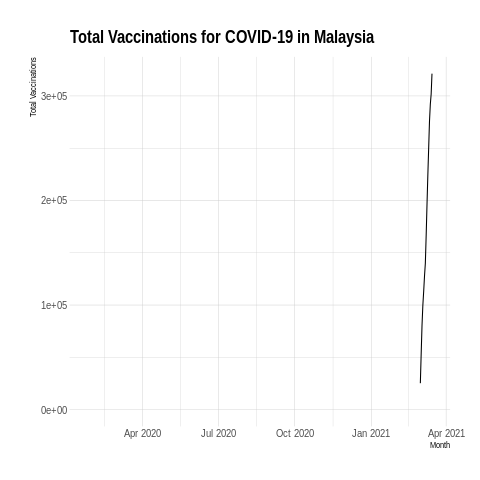 Total Vaccinations for COVID-19 in Malaysia
Total Vaccinations
3e+05
2e+05
1e+05
0e+00
Apr 2020 Jul 2020 Oct 2020 Jan 2021 Apr 2021
Month